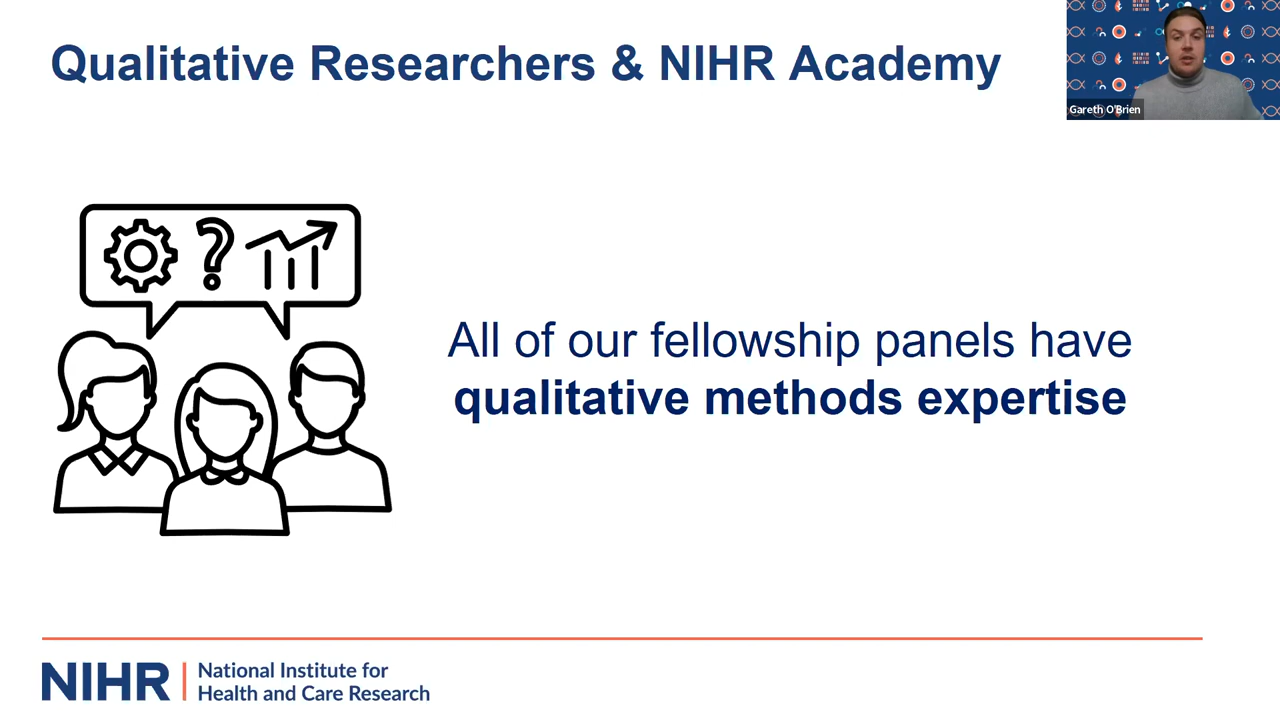 Qualitative Researchers & NIHR Academy
Gareth O'Brien
All of our fellowship panels have
qualitative methods expertise
NIHR | National Institute for
Health and Care Research